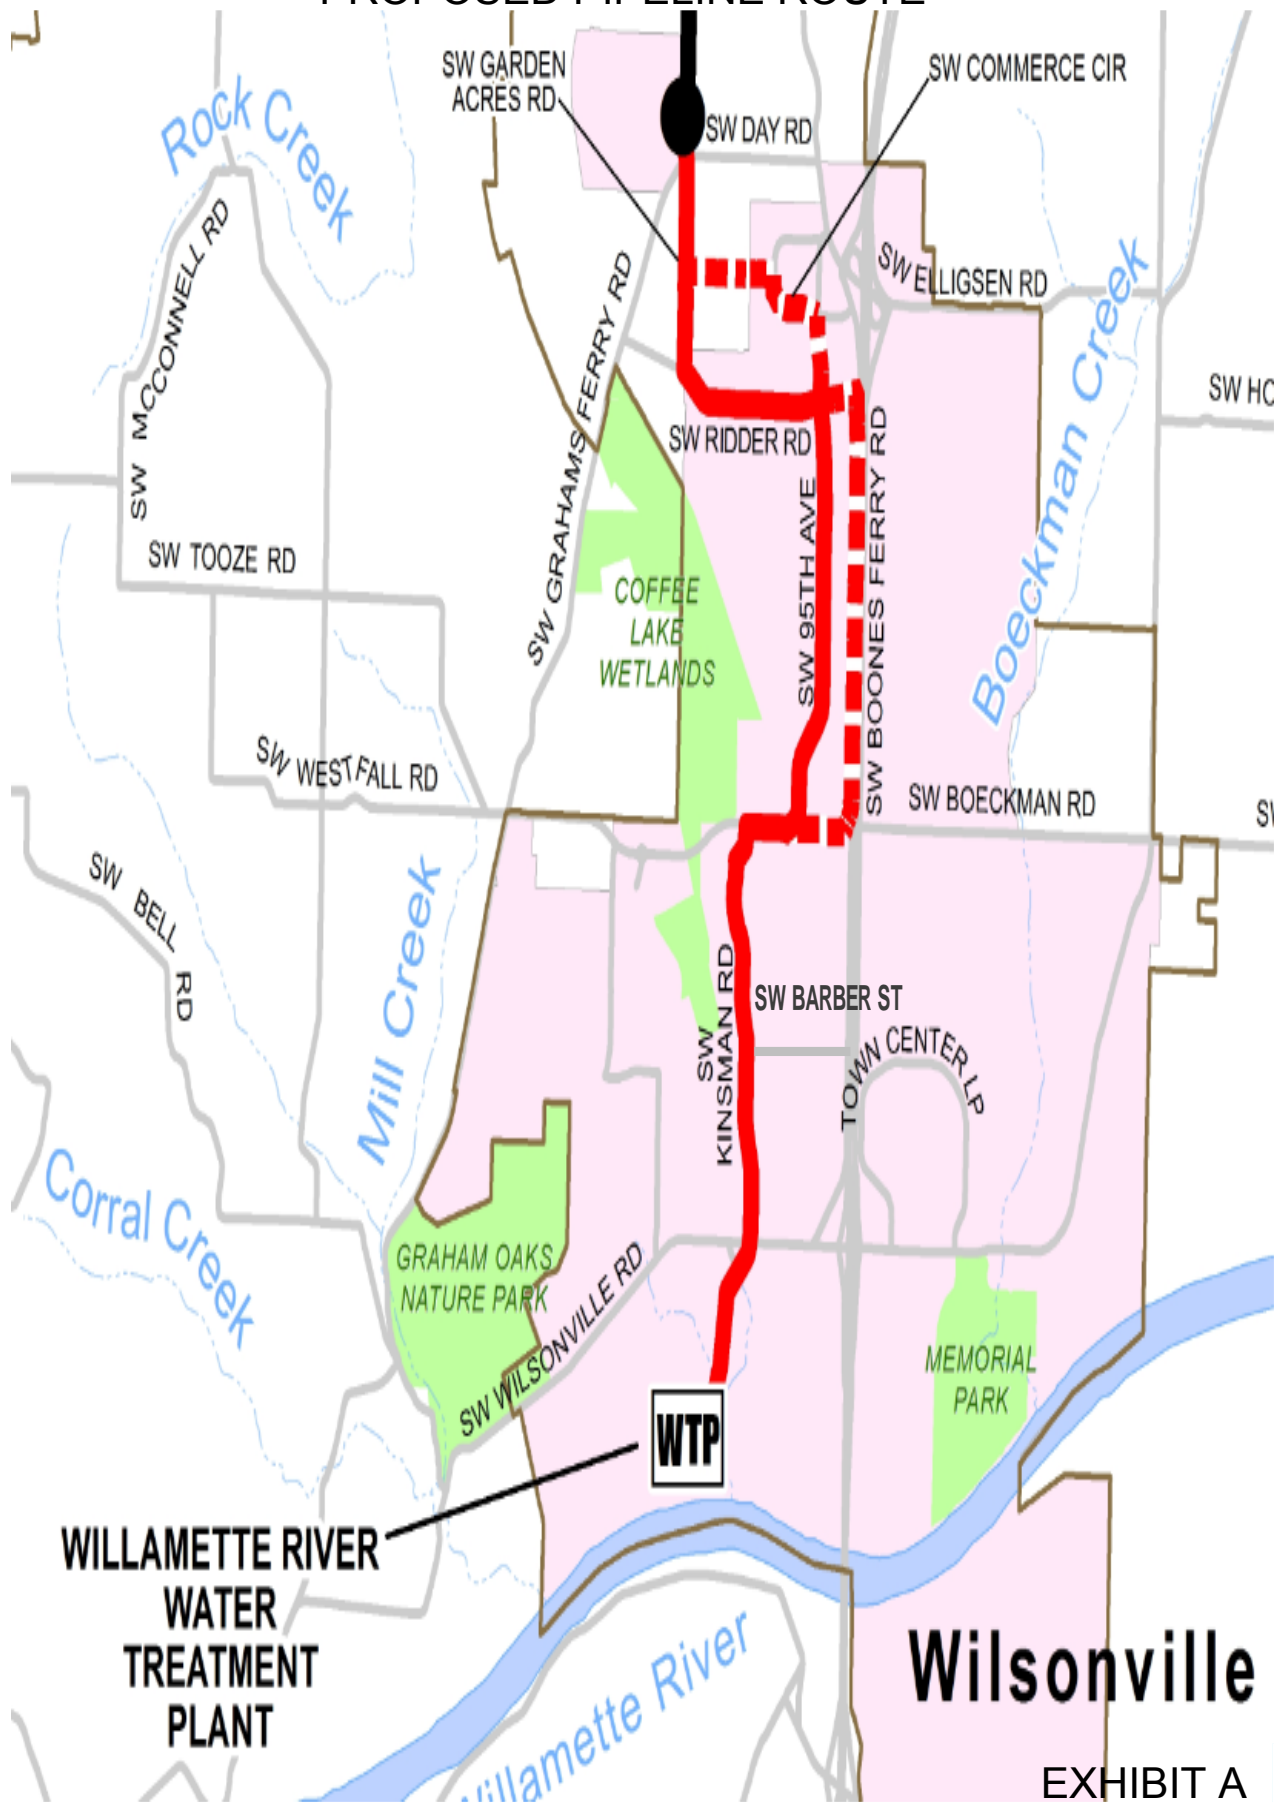 PROPOSED PIPELINE ROUTE
SW GARDEN
ACRES RD
SW COMMERCE CIR
SW DAY RD
Rock Creek
SW MCCONNELL RD
SW GRAHAMS FERRY RD
SW ELLIGSEN RD
Boeckman Creek
SW HO
SW RIDDER RD
SW 95TH AVE
SW BOONES FERRY RD
SW TOOZE RD
COFFEE
LAKE
WETLANDS
SW WESTFALL RD
SW BOECKMAN RD
SW BELL RD
Mill Creek
SW
KINSMAN RD
SW BARBER ST
TOWN CENTER LP
Corral Creek
GRAHAM OAKS
NATURE PARK
SW WILSONVILLE RD
MEMORIAL
PARK
WTP
WILLAMETTE RIVER
WATER
TREATMENT
PLANT
Willamette River
Wilsonville
EXHIBIT A